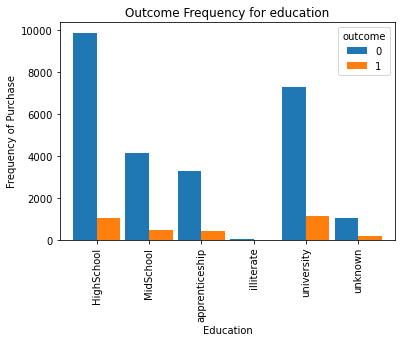 Outcome Frequency for education
outcome
0
1
Frequency of Purchase
10000
8000
6000
4000
2000
0
HighSchool
MidSchool
apprenticeship
illiterate
university
unknown
Education